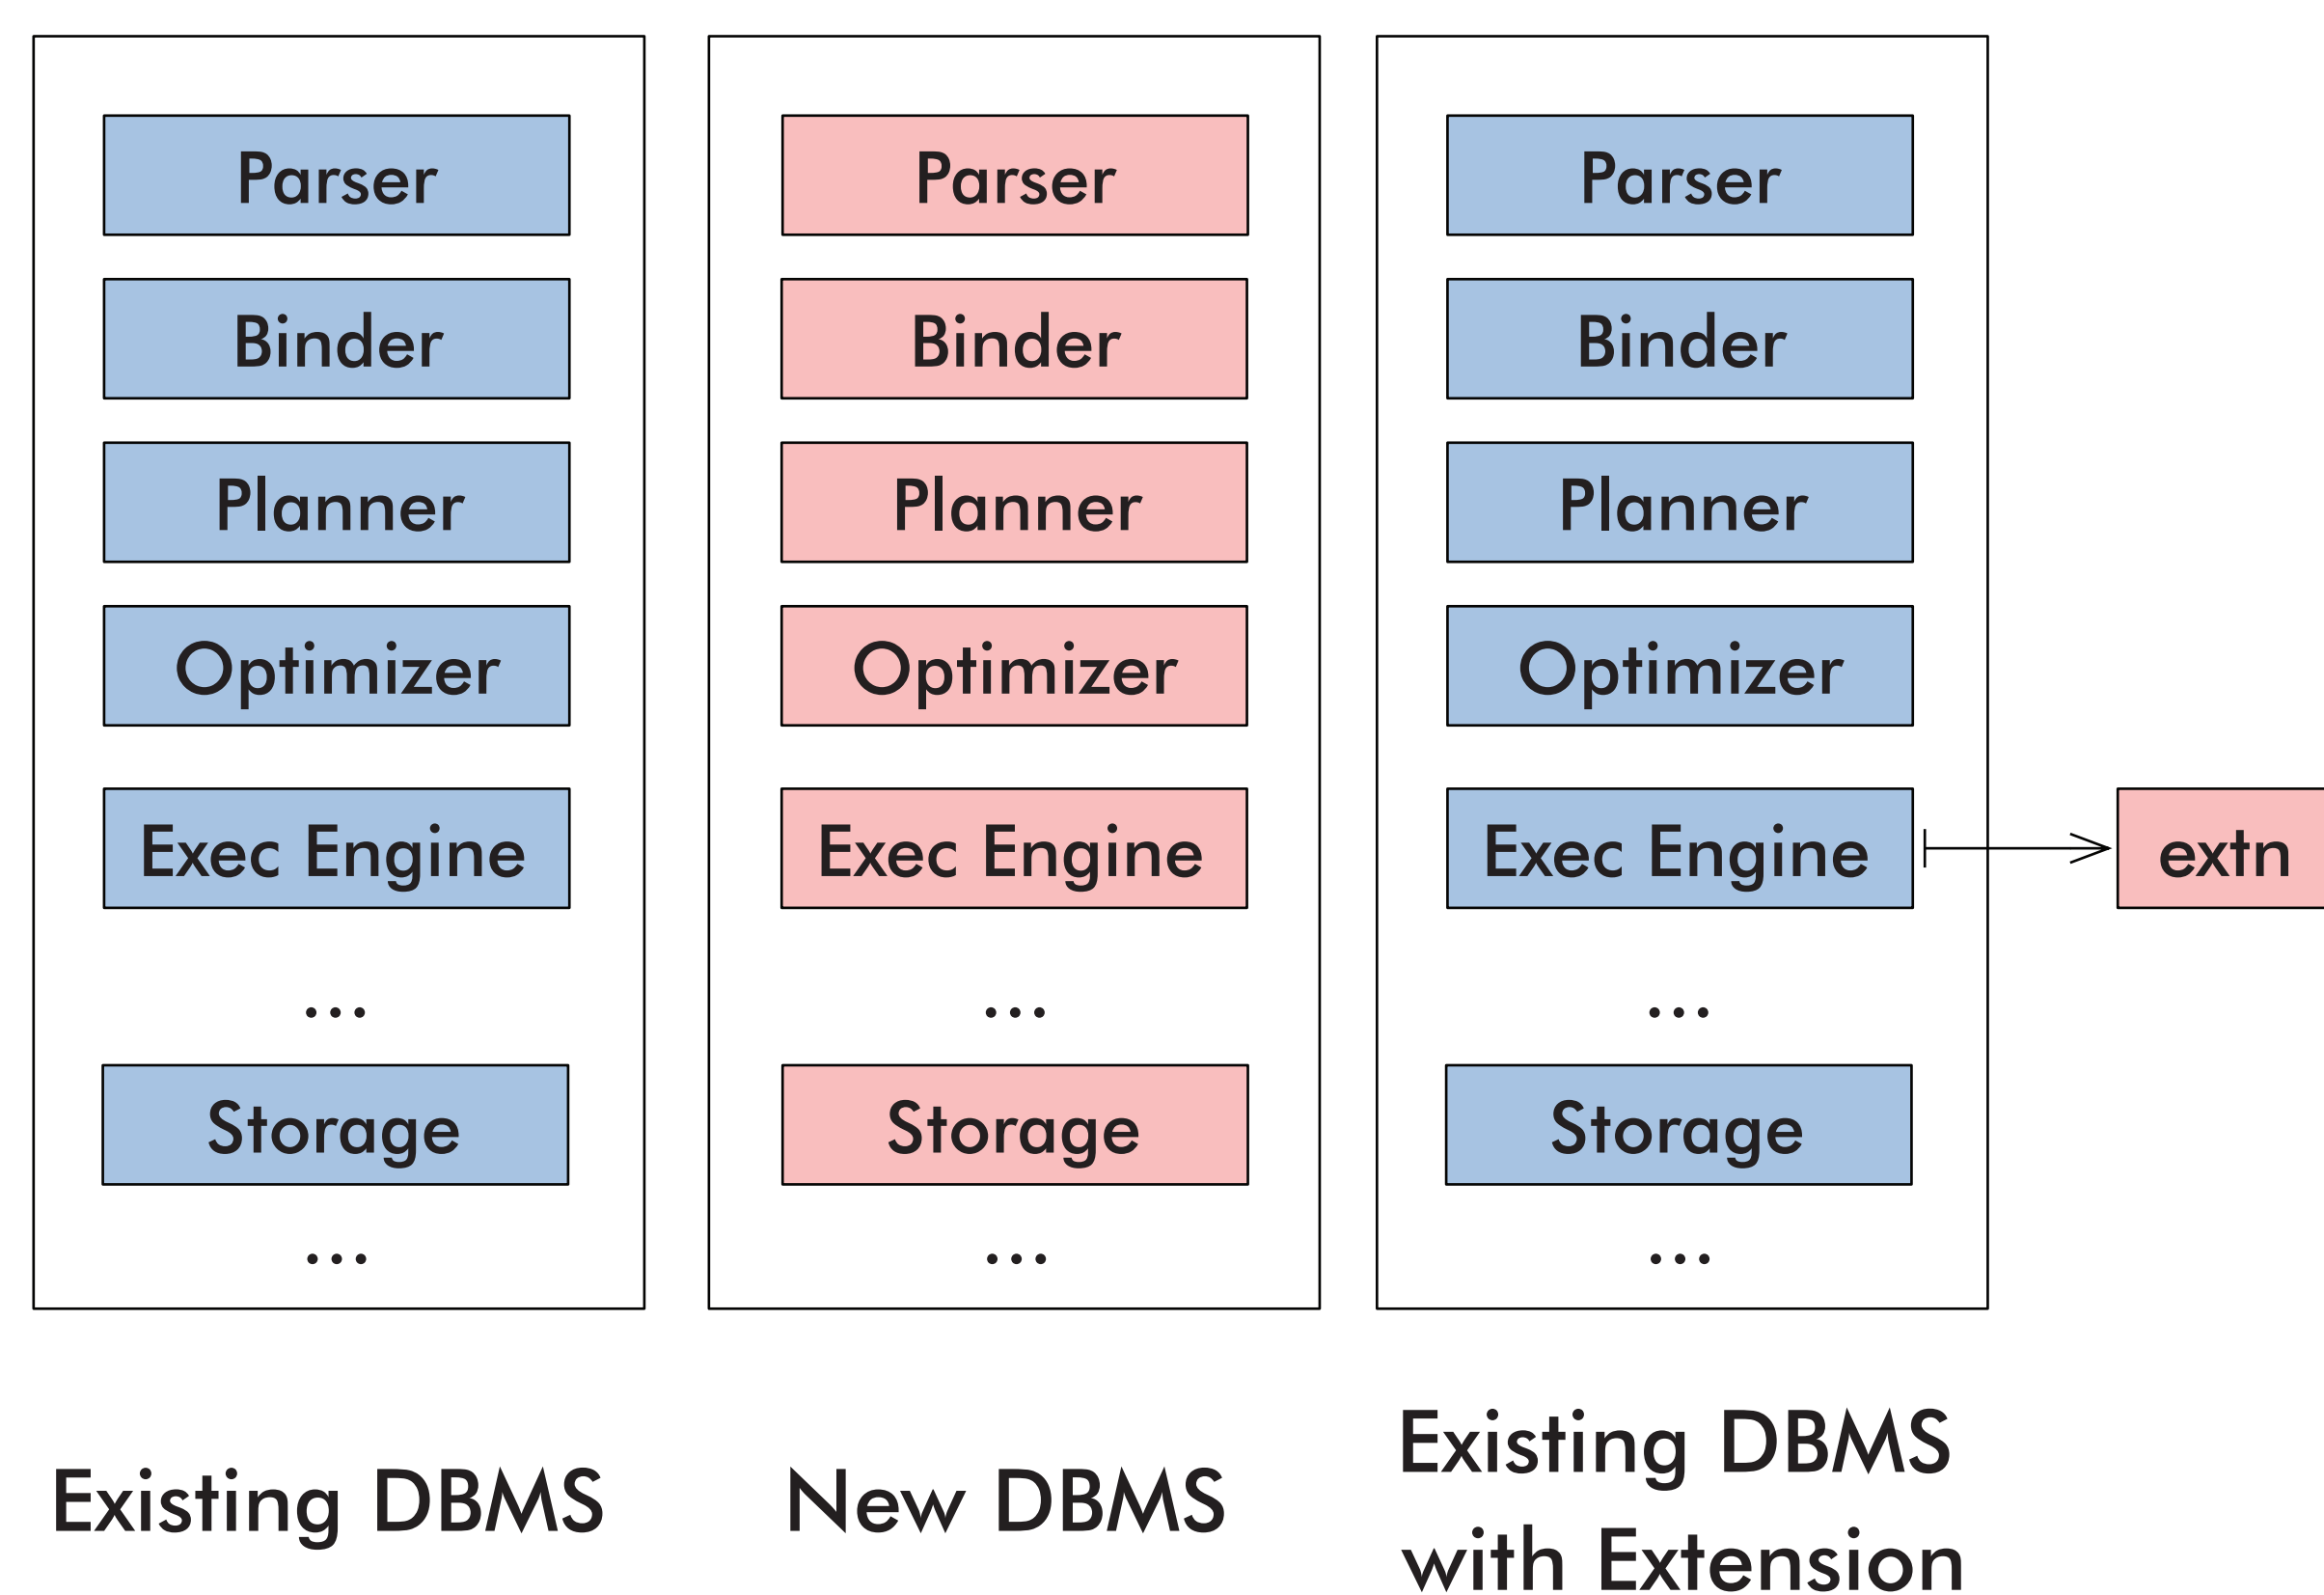 Parser
Binder
Planner
Optimizer
Exec Engine
...
Storage
...
Existing DBMS
Parser
Binder
Planner
Optimizer
Exec Engine
...
Storage
...
New DBMS
Parser
Binder
Planner
Optimizer
Exec Engine
extn
...
Storage
...
Existing DBMS
with Extension